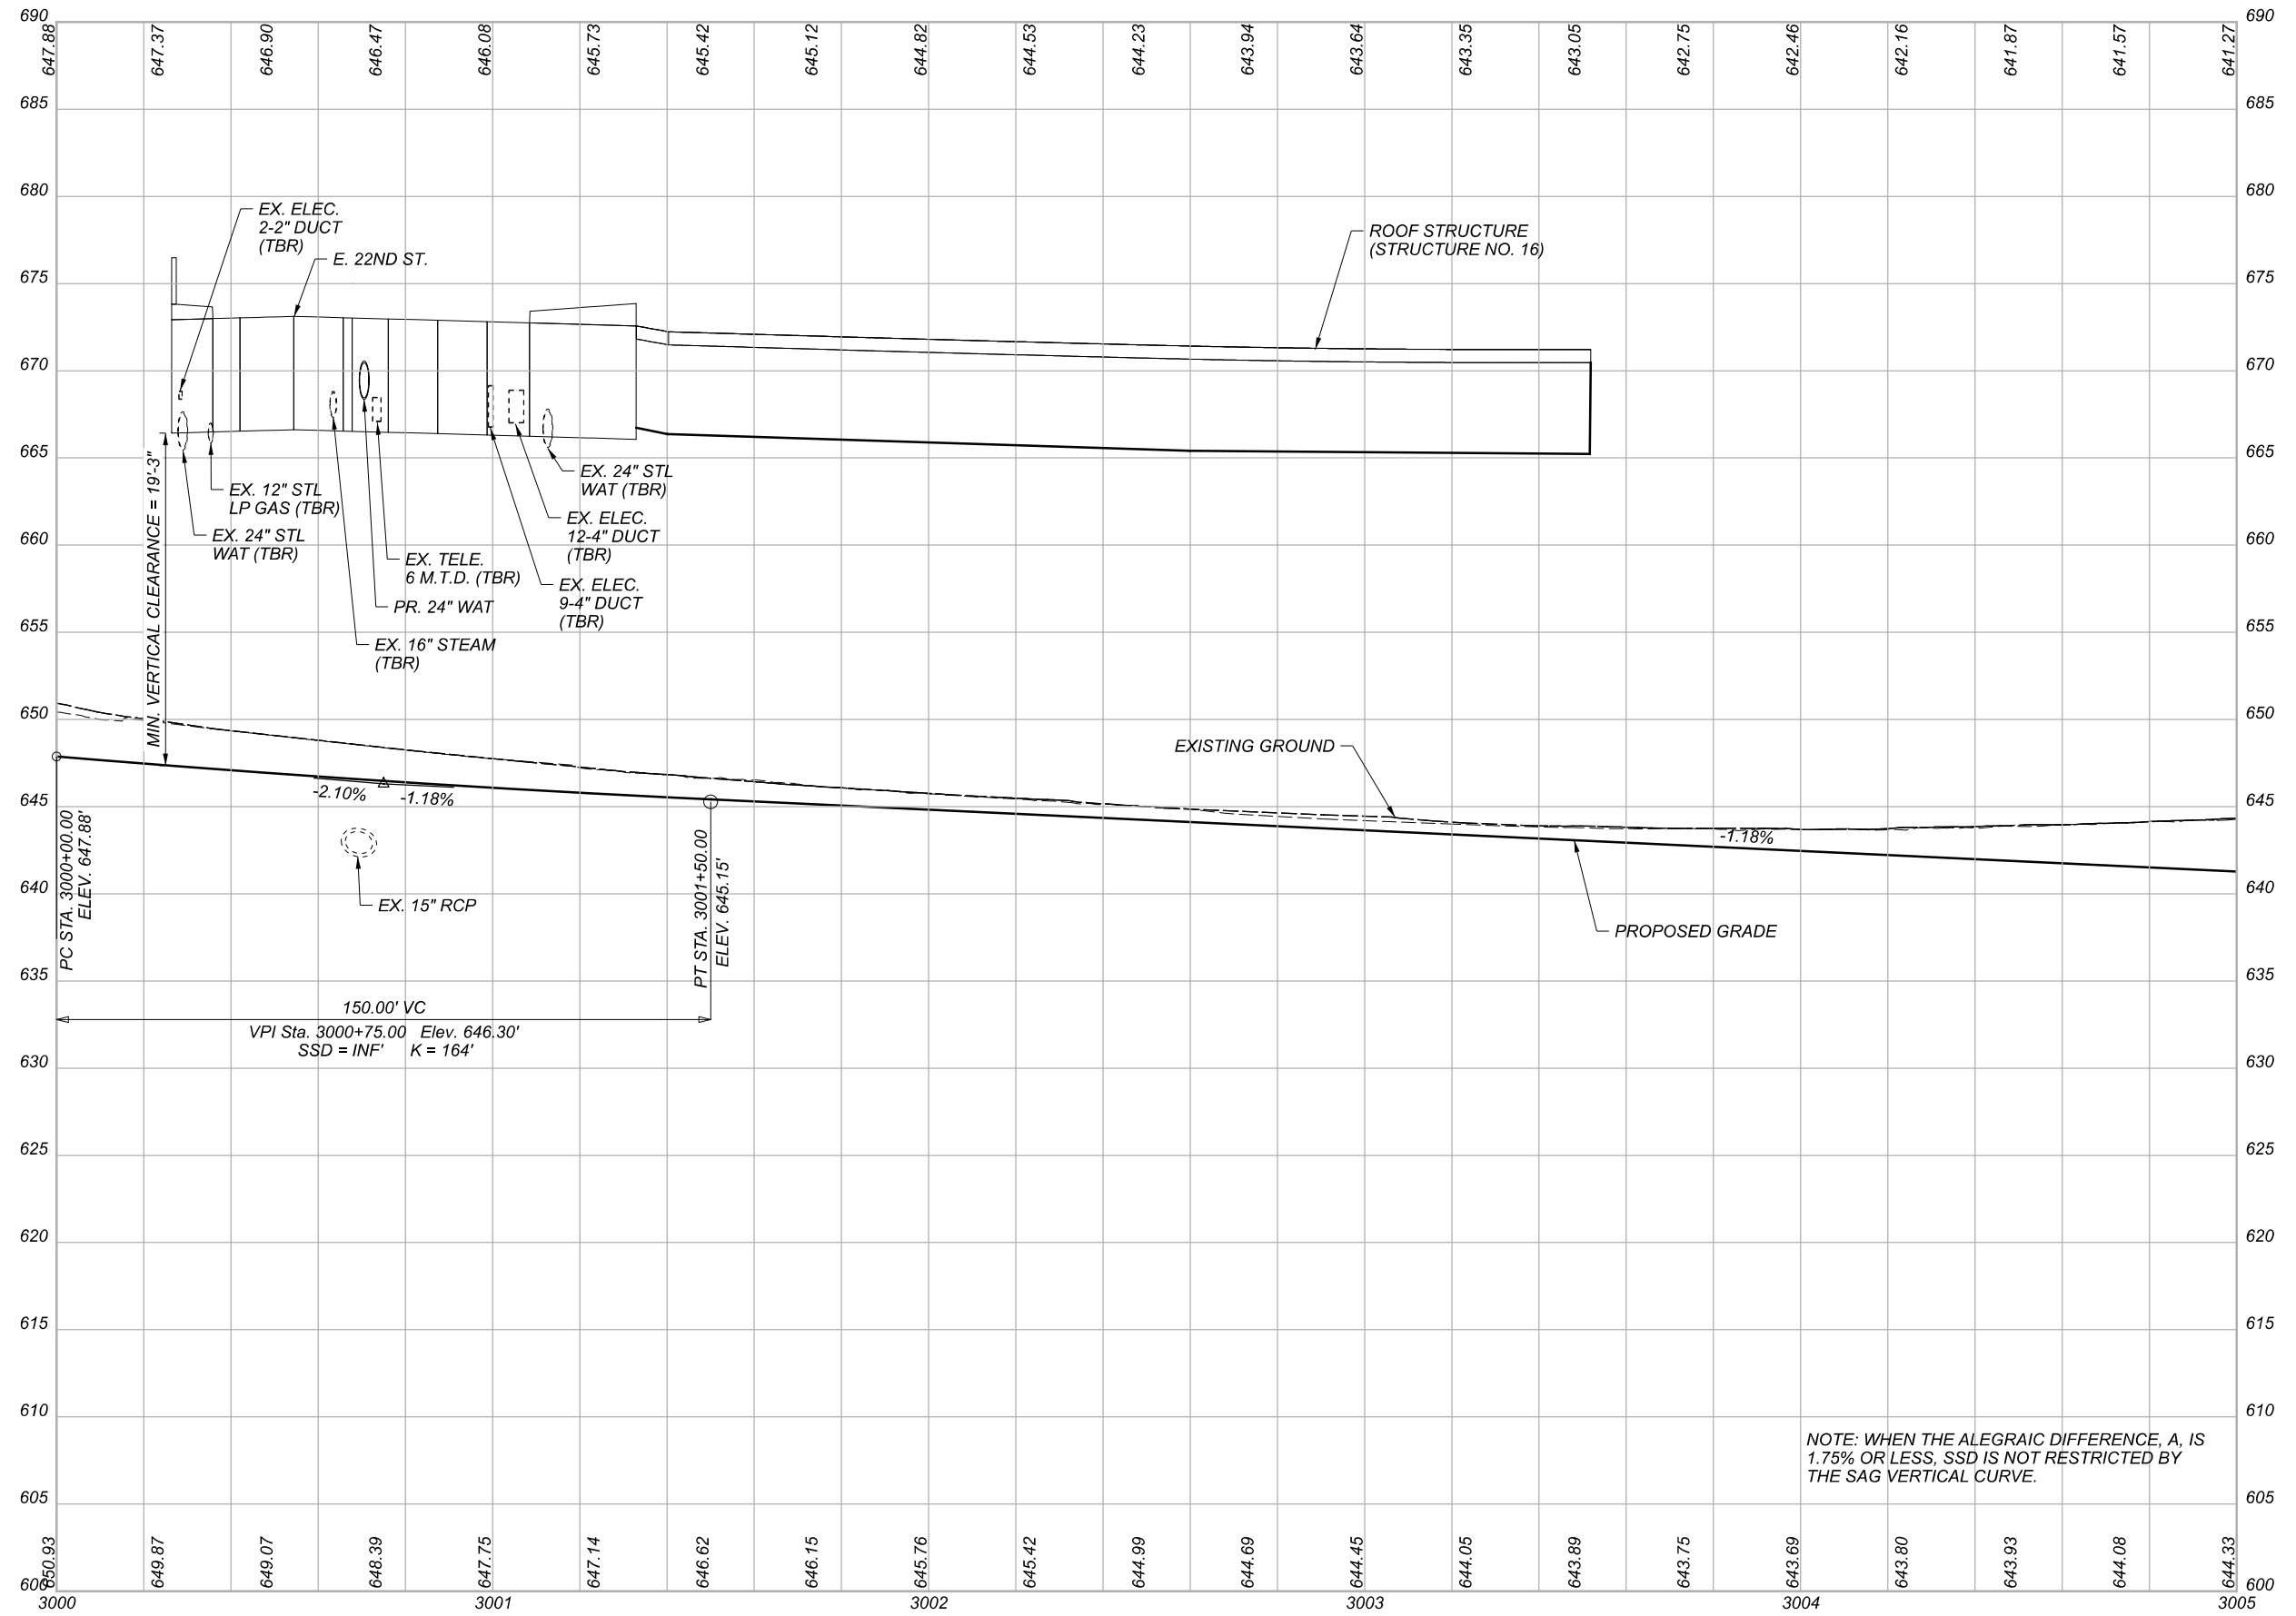 647.88 647.37 646.90 646.47 646.08 645.73 645.42 645.12 644.82 644.53 644.23 643.94 643.64 643.35 643.05 642.75 642.46 642.16 641.87 641.57 641.27
690 690
685 685
680 680
675 675
670 670
665 665
660 660
655 655
650 650
645 645
640 640
635 635
630 630
625 625
620 620
615 615
610 610
605 605
600 600
EX. ELEC.
2-2" DUCT
(TBR)
E. 22ND ST.
ROOF STRUCTURE
(STRUCTURE NO. 16)
MIN. VERTICAL CLEARANCE = 19'-3"
EX. 12" STL
LP GAS (TBR)
EX. 24" STL
WAT (TBR)
EX. 24" STL
WAT (TBR)
EX. ELEC.
12-4" DUCT
(TBR)
EX. TELE.
6 M.T.D. (TBR)
EX. ELEC.
9-4" DUCT
(TBR)
PR. 24" WAT
EX. 16" STEAM
(TBR)
EXISTING GROUND
-2.10%
-1.18%
-1.18%
EX. 15" RCP
PROPOSED GRADE
PC STA. 3000+00.00
ELEV. 647.88'
PT STA. 3001+50.00
ELEV. 645.15'
150.00' VC
VPI Sta. 3000+75.00 Elev. 646.30'
SSD = INF' K = 164'
NOTE: WHEN THE ALEGRAIC DIFFERENCE, A, IS
1.75% OR LESS, SSD IS NOT RESTRICTED BY
THE SAG VERTICAL CURVE.
650.93 649.87 649.07 648.39 647.75 647.14 646.62 646.15 645.76 645.42 644.99 644.69 644.45 644.05 643.89 643.75 643.69 643.80 643.93 644.08 644.33
3000 3001 3002 3003 3004 3005